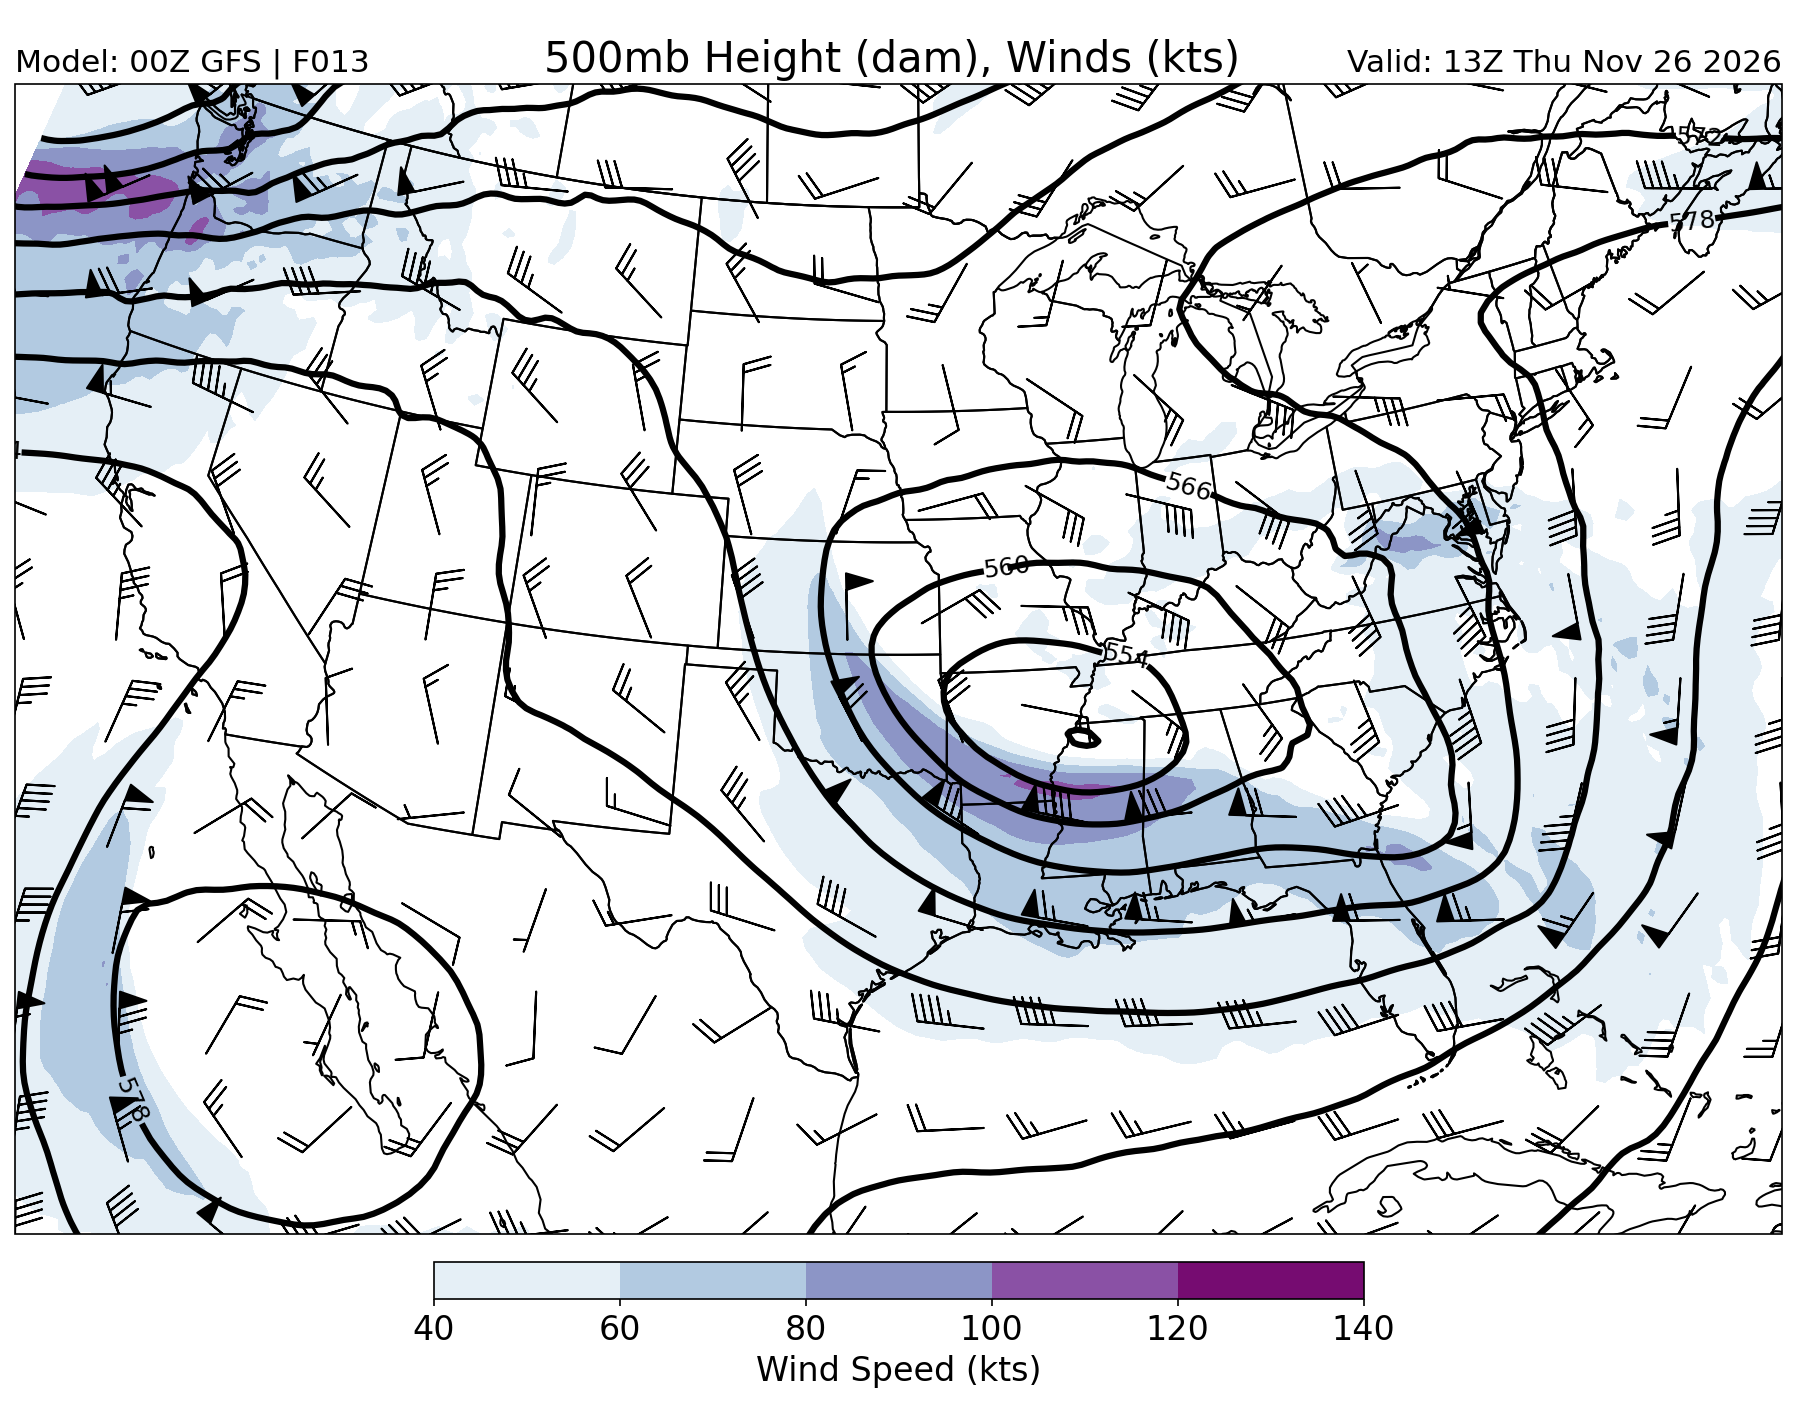 Model: 00Z GFS | F013
500mb Height (dam), Winds (kts)
Valid: 13Z Thu Nov 26 2026
572
578
566
560
554
578
40 60 80 100 120 140
Wind Speed (kts)